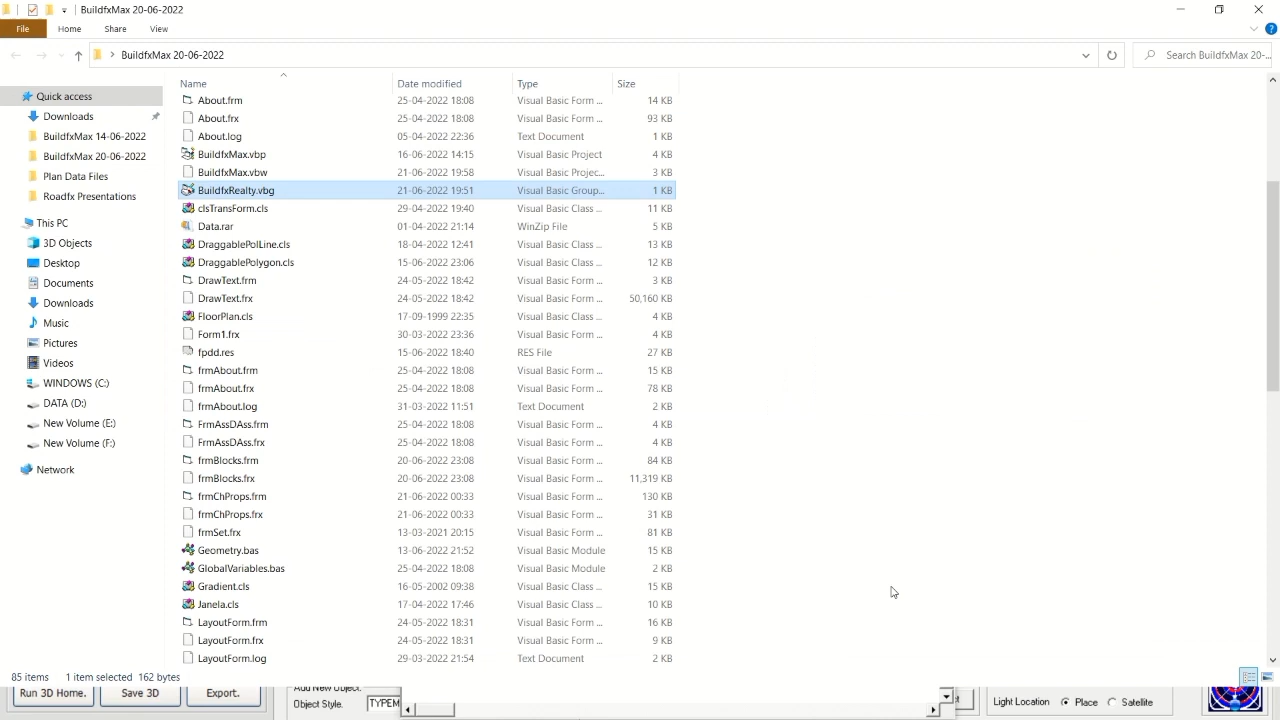 BuildfxMax 20-06-2022
File Home Share View
BuildfxMax 20-06-2022
Search BuildfxMax 20-...
Quick access
Downloads
BuildfxMax 14-06-2022
BuildfxMax 20-06-2022
Plan Data Files
Roadfx Presentations
This PC
3D Objects
Desktop
Documents
Downloads
Music
Pictures
Videos
WINDOWS (C:)
DATA (D:)
New Volume (E:)
New Volume (F:)
Network
Name Date modified Type Size
About.frm 25-04-2022 18:08 Visual Basic Form ... 14 KB
About.frx 25-04-2022 18:08 Visual Basic Form ... 93 KB
About.log 05-04-2022 22:36 Text Document 1 KB
BuildfxMax.vbp 16-06-2022 14:15 Visual Basic Project 4 KB
BuildfxMax.vbw 21-06-2022 19:58 Visual Basic Projec... 3 KB
BuildfxRealty.vbg 21-06-2022 19:51 Visual Basic Group... 1 KB
clsTransForm.cls 29-04-2022 19:40 Visual Basic Class ... 11 KB
Data.rar 01-04-2022 21:14 WinZip File 5 KB
DraggablePolLine.cls 18-04-2022 12:41 Visual Basic Class ... 13 KB
DraggablePolygon.cls 15-06-2022 23:06 Visual Basic Class ... 12 KB
DrawText.frm 24-05-2022 18:42 Visual Basic Form ... 3 KB
DrawText.frx 24-05-2022 18:42 Visual Basic Form ... 50,160 KB
FloorPlan.cls 17-09-1999 22:35 Visual Basic Class ... 4 KB
Form1.frx 30-03-2022 23:36 Visual Basic Form ... 4 KB
fpdd.res 15-06-2022 18:40 RES File 27 KB
frmAbout.frm 25-04-2022 18:08 Visual Basic Form ... 15 KB
frmAbout.frx 25-04-2022 18:08 Visual Basic Form ... 78 KB
frmAbout.log 31-03-2022 11:51 Text Document 2 KB
FrmAssDAss.frm 25-04-2022 18:08 Visual Basic Form ... 4 KB
FrmAssDAss.frx 25-04-2022 18:08 Visual Basic Form ... 4 KB
frmBlocks.frm 20-06-2022 23:08 Visual Basic Form ... 84 KB
frmBlocks.frx 20-06-2022 23:08 Visual Basic Form ... 11,319 KB
frmChProps.frm 21-06-2022 00:33 Visual Basic Form ... 130 KB
frmChProps.frx 21-06-2022 00:33 Visual Basic Form ... 31 KB
frmSet.frx 13-03-2021 20:15 Visual Basic Form ... 81 KB
Geometry.bas 13-06-2022 21:52 Visual Basic Module 15 KB
GlobalVariables.bas 25-04-2022 18:08 Visual Basic Module 2 KB
Gradient.cls 16-05-2002 09:38 Visual Basic Class ... 15 KB
Janela.cls 17-04-2022 17:46 Visual Basic Class ... 10 KB
LayoutForm.frm 24-05-2022 18:31 Visual Basic Form ... 16 KB
LayoutForm.frx 24-05-2022 18:31 Visual Basic Form ... 9 KB
LayoutForm.log 29-03-2022 21:54 Text Document 2 KB
85 items 1 item selected 162 bytes
Run 3D Home. Save 3D Export.
Add New Object.
Object Style. TYPEM
Light Location Place Satellite